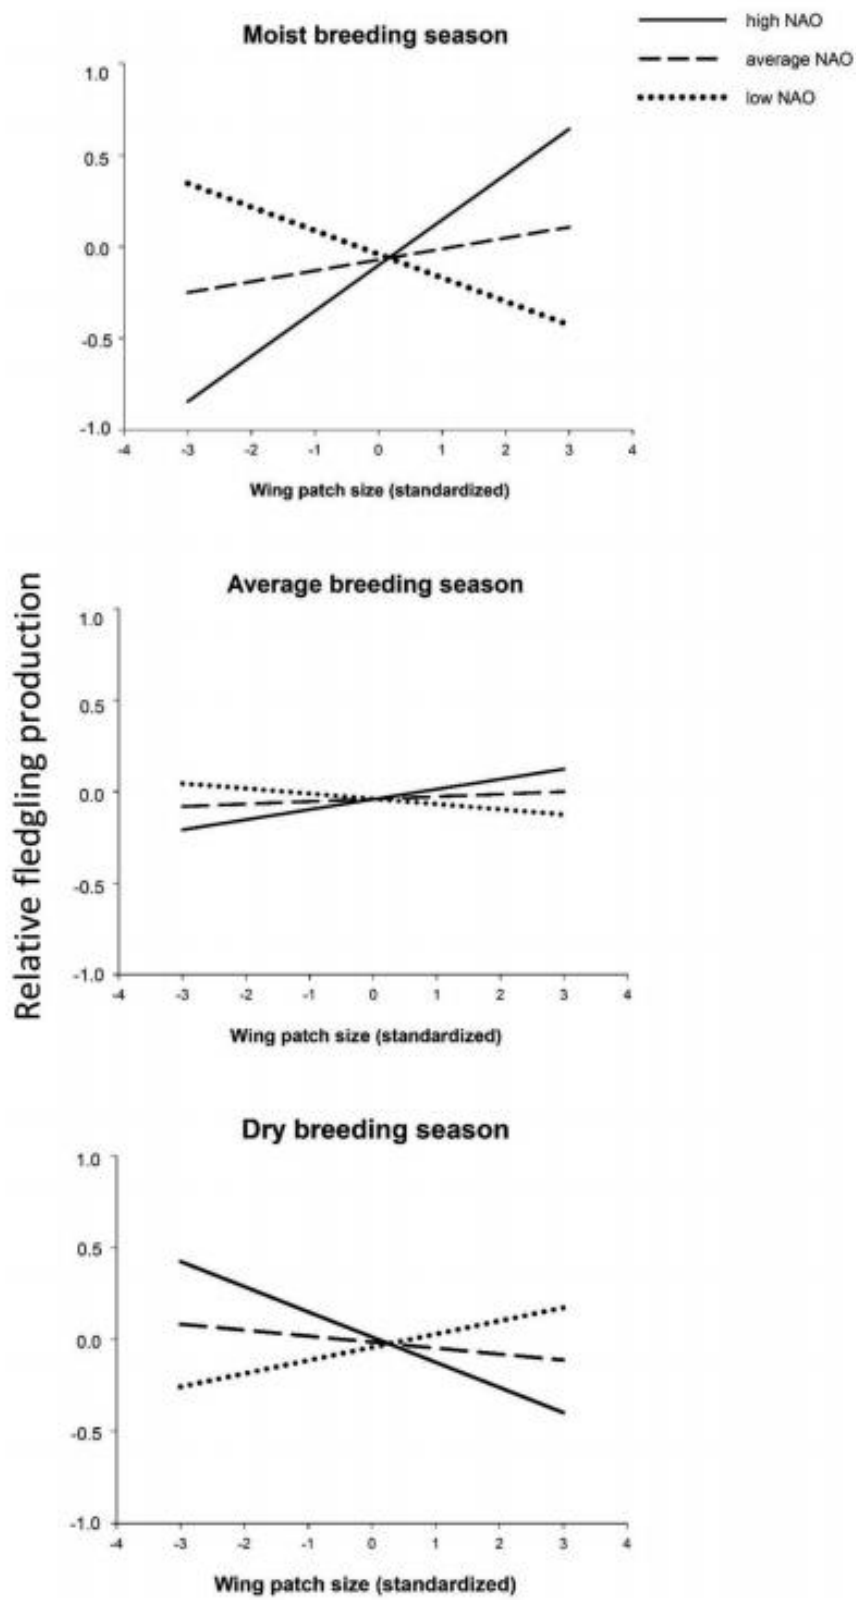 Moist breeding season
high NAO
average NAO
low NAO
1.0
0.5
0.0
-0.5
-1.0
-4 -3 -2 -1 0 1 2 3 4
Wing patch size (standardized)
Relative fledgling production
Average breeding season
1.0
0.5
0.0
-0.5
-1.0
-4 -3 -2 -1 0 1 2 3 4
Wing patch size (standardized)
Dry breeding season
1.0
0.5
0.0
-0.5
-1.0
-4 -3 -2 -1 0 1 2 3 4
Wing patch size (standardized)